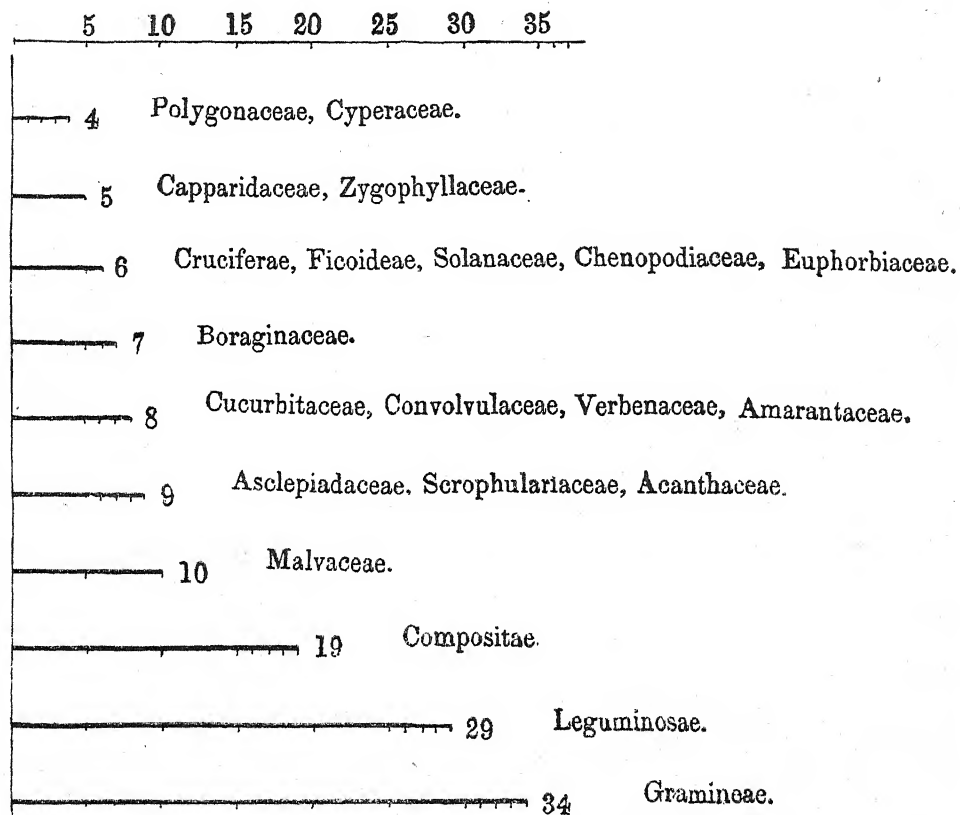 5 10 15 20 25 30 35
4 Polygonaceae, Cyperaceae.
5 Capparidaceae, Zygophyllaceae.
6 Cruciferae, Ficoideae, Solanaceae, Chenopodiaceae, Euphorbiaceae.
7 Boraginaceae.
8 Cucurbitaceae, Convolvulaceae, Verbenaceae, Amarantaceae.
9 Asclepiadaceae, Scrophulariaceae, Acanthaceae.
10 Malvaceae.
19 Compositae.
29 Leguminosae.
34 Gramineae.